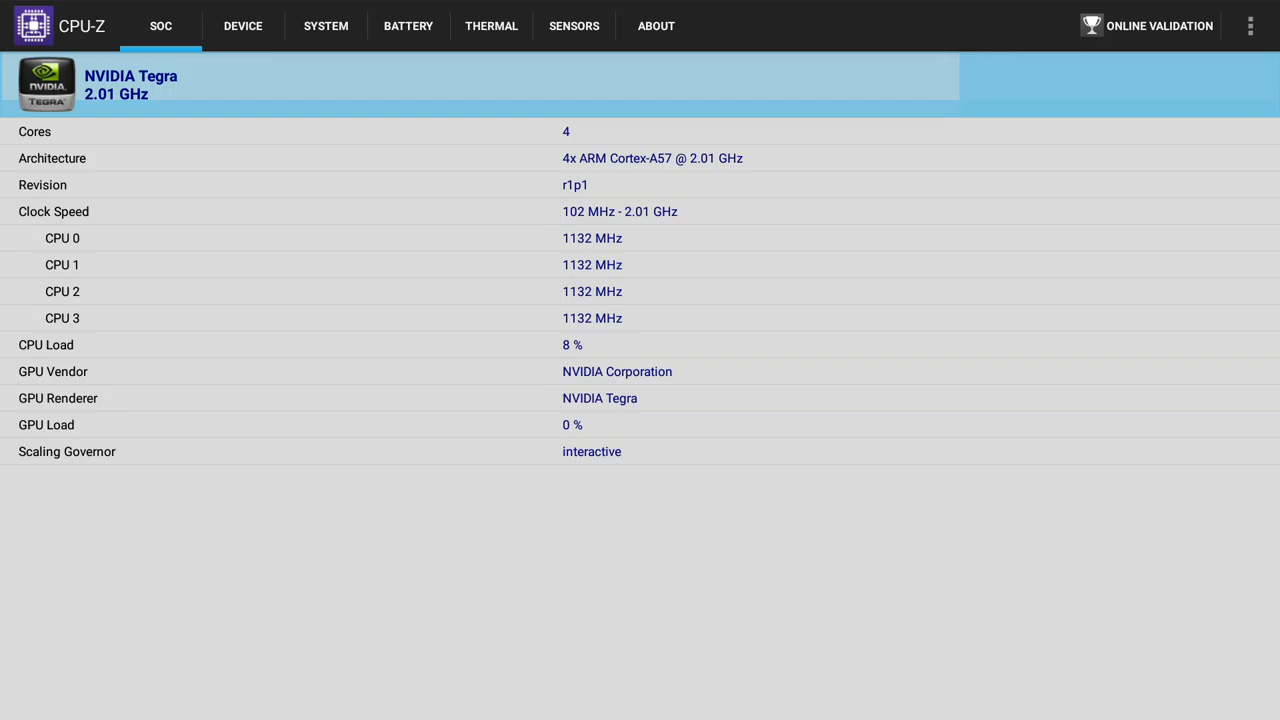 CPU-Z SOC DEVICE SYSTEM BATTERY THERMAL SENSORS ABOUT ONLINE VALIDATION
NVIDIA.
TEGRA
NVIDIA Tegra
2.01 GHz
Cores 4
Architecture 4x ARM Cortex-A57 @ 2.01 GHz
Revision r1p1
Clock Speed 102 MHz - 2.01 GHz
CPU 0 1132 MHz
CPU 1 1132 MHz
CPU 2 1132 MHz
CPU 3 1132 MHz
CPU Load 8 %
GPU Vendor NVIDIA Corporation
GPU Renderer NVIDIA Tegra
GPU Load 0 %
Scaling Governor interactive